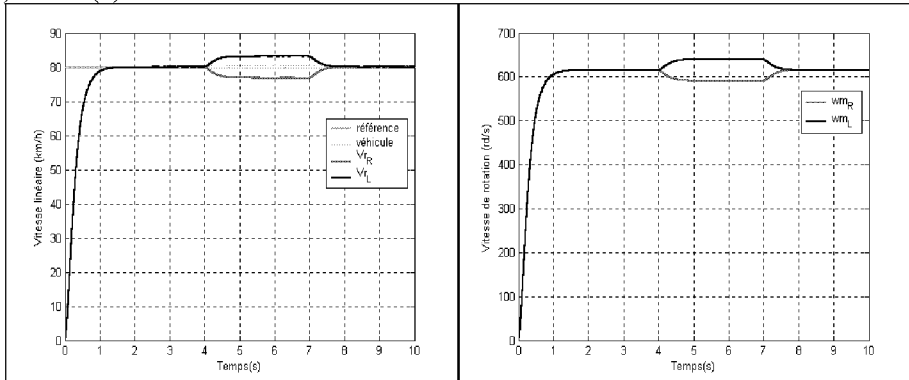 90
80
70
60
50
40
30
20
10
0
Vitesse linéaire (km/h)
0 1 2 3 4 5 6 7 8 9 10
Temps(s)
référence
véhicule
Vr_R
Vr_L
700
600
500
400
300
200
100
0
Vitesse de rotation (rd/s)
0 1 2 3 4 5 6 7 8 9 10
Temps(s)
wm_R
wm_L